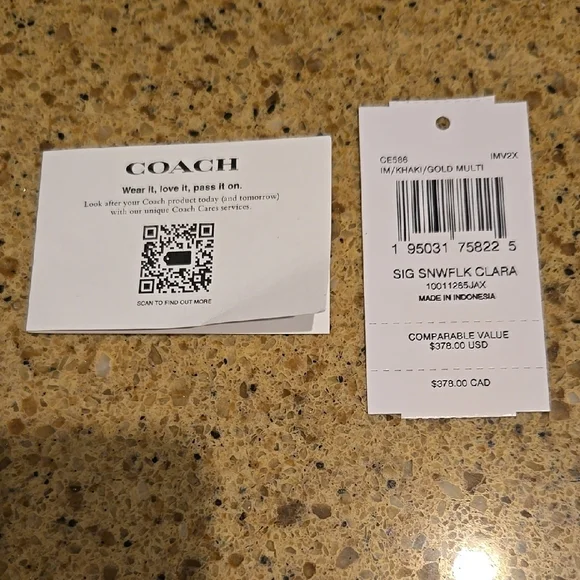 COACH
Wear it, love it, pass it on.
Look after your Coach product today (and tomorrow)
with our unique Coach Cares services.
SCAN TO FIND OUT MORE
CE586 IMV2X
IM/KHAKI/GOLD MULTI
1 95031 75822 5
SIG SNWFLK CLARA
10011265JAX
MADE IN INDONESIA
COMPARABLE VALUE
$378.00 USD
$378.00 CAD